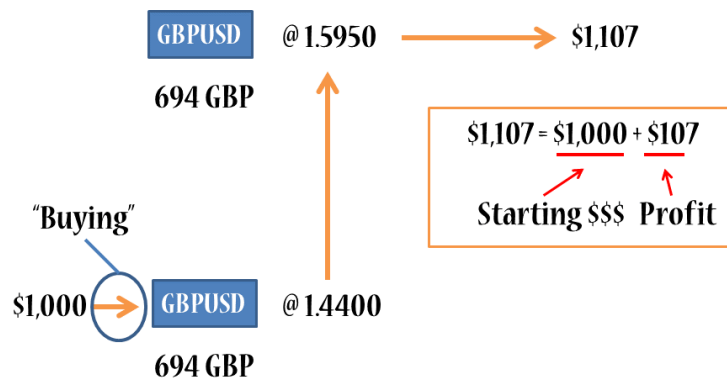 GBPUSD @ 1.5950 $1,107
694 GBP
$1,107 = $1,000 + $107
Starting $$$ Profit
"Buying"
$1,000 GBPUSD @ 1.4400
694 GBP